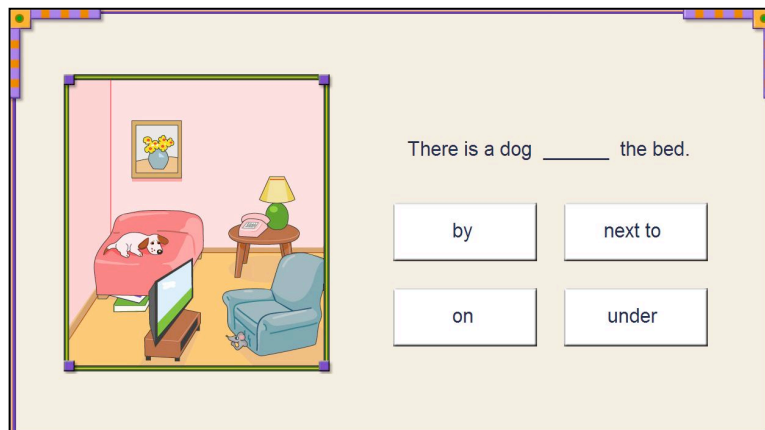 There is a dog ______ the bed.
by
next to
on
under